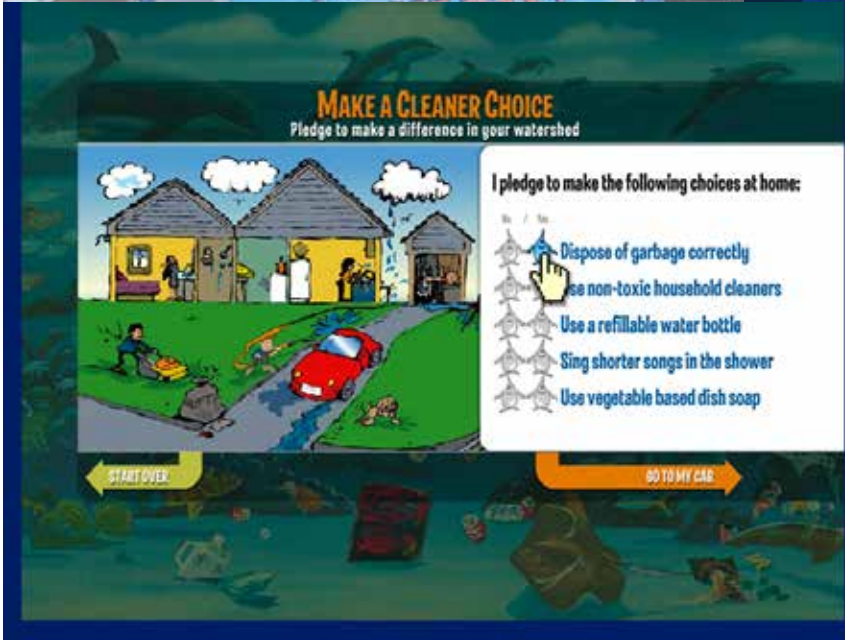 MAKE A CLEANER CHOICE
Pledge to make a difference in your watershed
I pledge to make the following choices at home:
No / Yes
Dispose of garbage correctly
se non-toxic household cleaners
Use a refillable water bottle
Sing shorter songs in the shower
Use vegetable based dish soap
START OVER
GO TO MY CAR